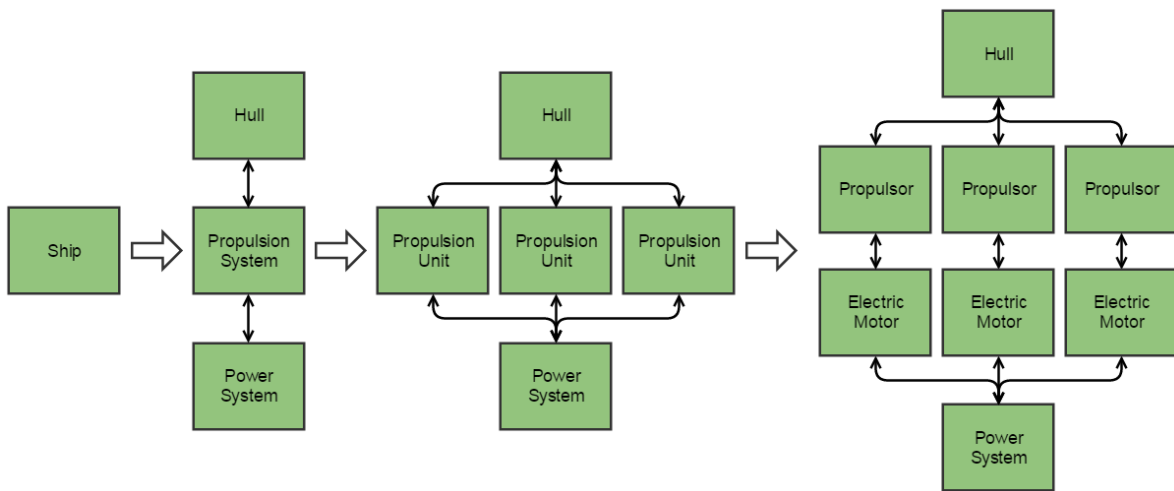 Ship
Hull
Propulsion
System
Power
System
Hull
Propulsion
Unit
Propulsion
Unit
Propulsion
Unit
Power
System
Hull
Propulsor
Propulsor
Propulsor
Electric
Motor
Electric
Motor
Electric
Motor
Power
System